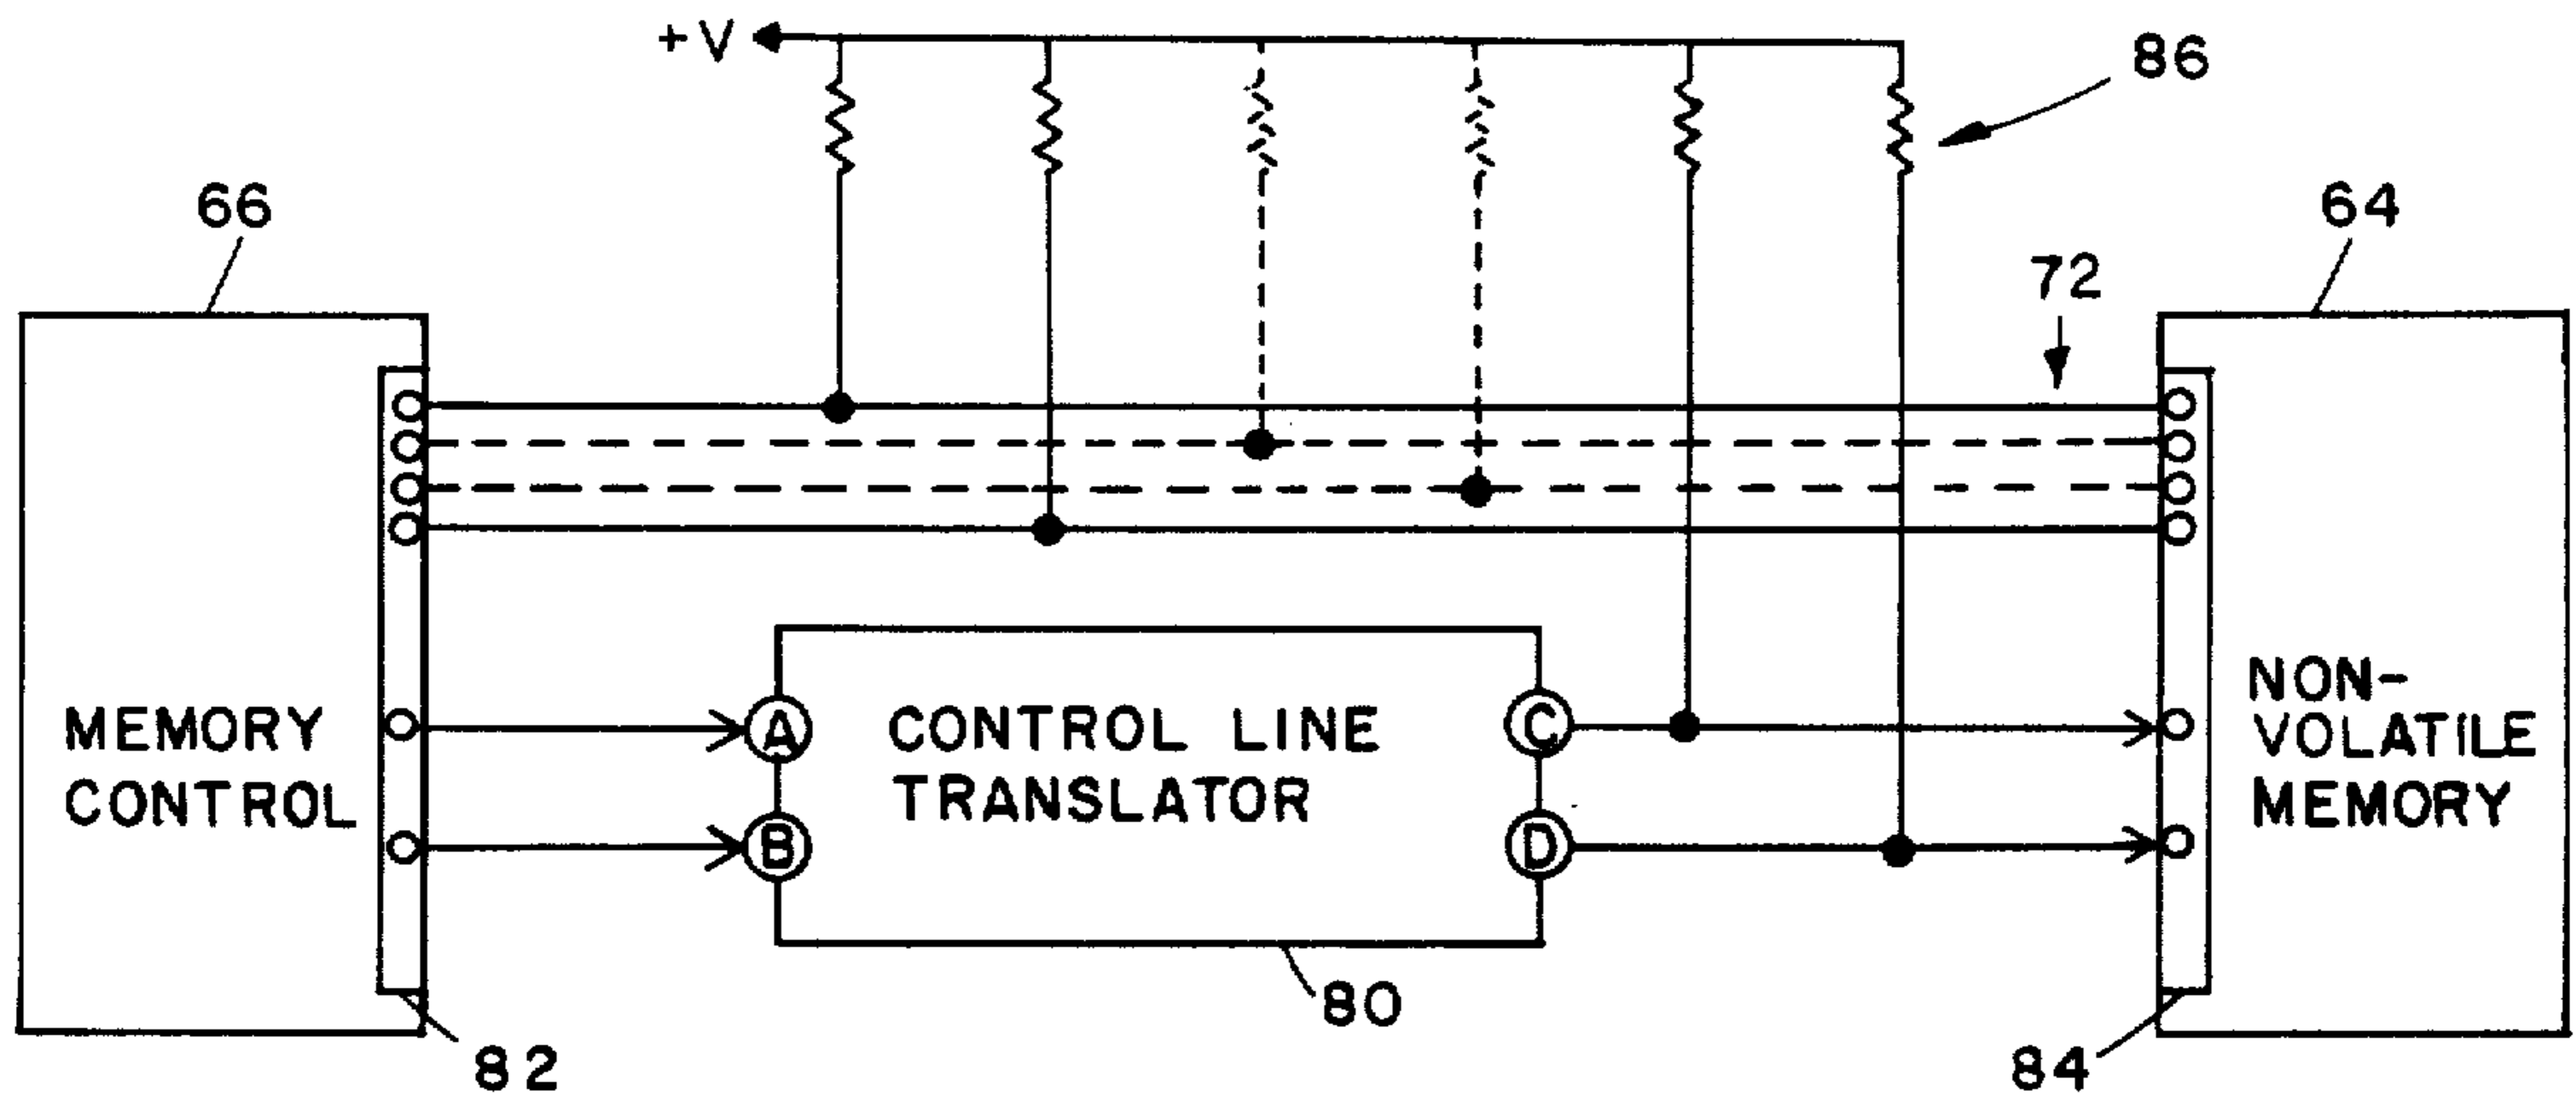 +V
86
66
64
72
MEMORY
CONTROL
A
B
CONTROL LINE
TRANSLATOR
C
D
NON-
VOLATILE
MEMORY
80
82
84